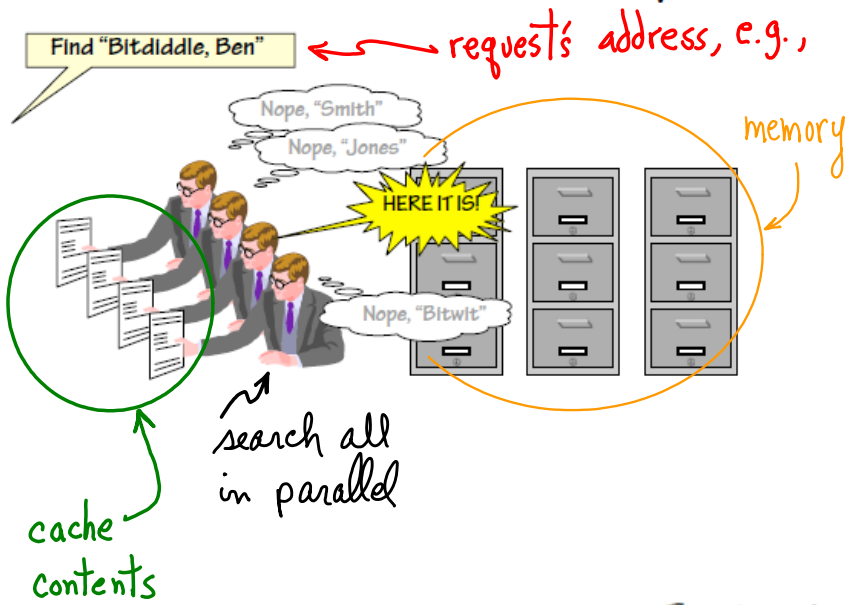 Find "Bitdiddle, Ben"
request's address, e.g.,
Nope, "Smith"
Nope, "Jones"
memory
HERE IT IS!
Nope, "Bitwit"
search all
in parallel
cache
contents